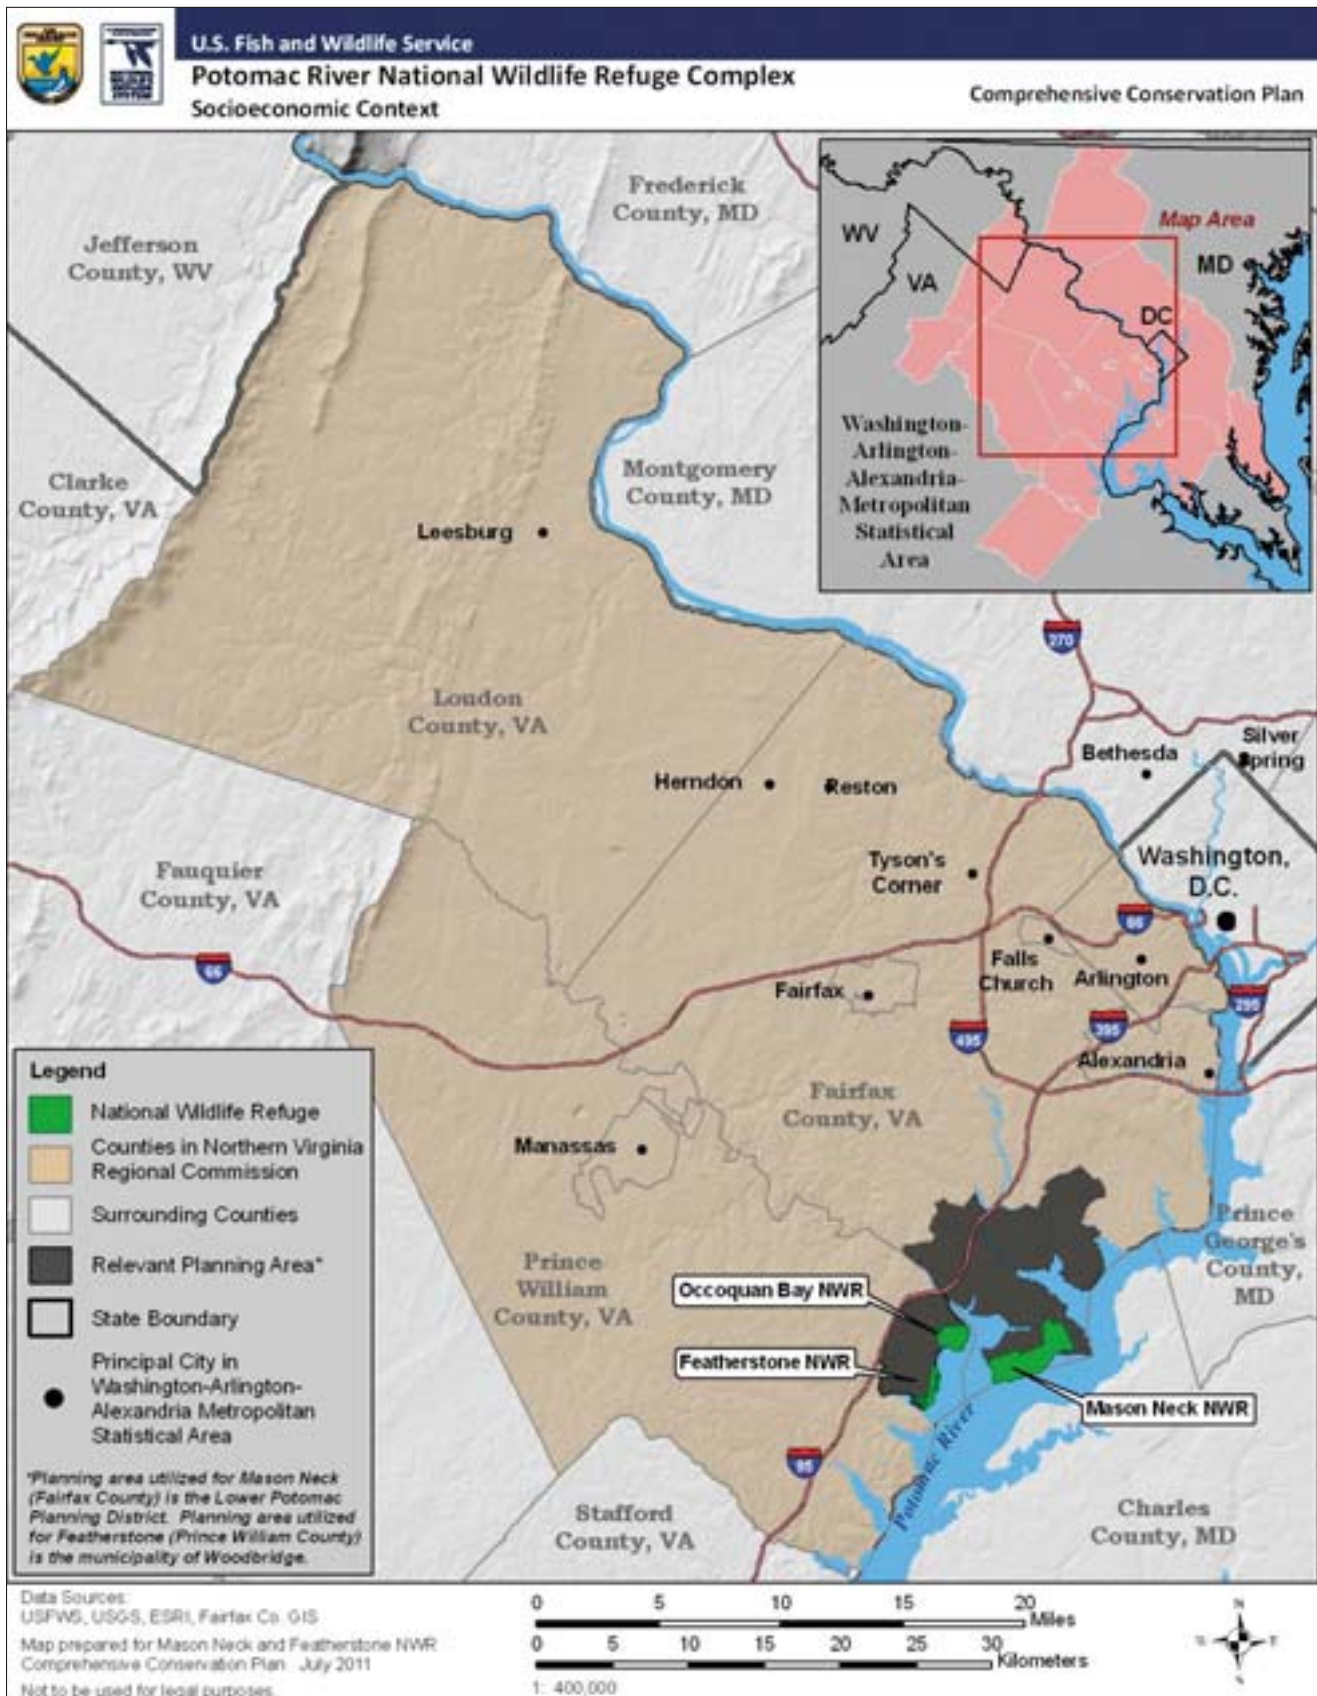 U.S. Fish and Wildlife Service
Potomac River National Wildlife Refuge Complex
Socioeconomic Context
Comprehensive Conservation Plan
Frederick
County, MD
Jefferson
County, WV
Map Area
WV
VA
MD
DC
Washington-
Arlington-
Alexandria-
Metropolitan
Statistical
Area
Clarke
County, VA
Montgomery
County, MD
Leesburg
270
Loudon
County, VA
Silver
Spring
Bethesda
Herndon
Reston
Tyson's
Corner
Washington,
D.C.
Fauquier
County, VA
66
66
Falls
Church
Arlington
Fairfax
295
495
395
Alexandria
Fairfax
County, VA
Manassas
Prince
George's
County,
MD
Prince
William
County, VA
Occoquan Bay NWR
Featherstone NWR
Mason Neck NWR
Potomac River
95
Stafford
County, VA
Charles
County, MD
Legend
National Wildlife Refuge
Counties in Northern Virginia
Regional Commission
Surrounding Counties
Relevant Planning Area*
State Boundary
Principal City in
Washington-Arlington-
Alexandria Metropolitan
Statistical Area
*Planning area utilized for Mason Neck
(Fairfax County) is the Lower Potomac
Planning District. Planning area utilized
for Featherstone (Prince William County)
is the municipality of Woodbridge.
Data Sources:
USFWS, USGS, ESRI, Fairfax Co. GIS
Map prepared for Mason Neck and Featherstone NWR
Comprehensive Conservation Plan July 2011
Not to be used for legal purposes.
0 5 10 15 20
Miles
0 5 10 15 20 25 30
Kilometers
1: 400,000
N
S